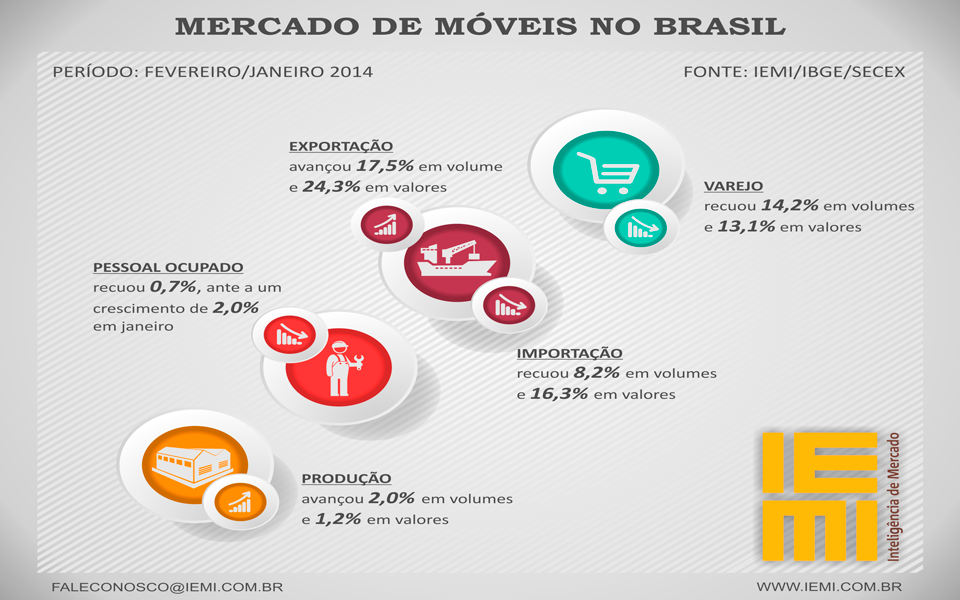 MERCADO DE MÓVEIS NO BRASIL
PERÍODO: FEVEREIRO/JANEIRO 2014
FONTE: IEMI/IBGE/SECEX
EXPORTAÇÃO
avançou 17,5% em volume
e 24,3% em valores
VAREJO
recuou 14,2% em volumes
e 13,1% em valores
PESSOAL OCUPADO
recuou 0,7%, ante a um
crescimento de 2,0%
em janeiro
IMPORTAÇÃO
recuou 8,2% em volumes
e 16,3% em valores
PRODUÇÃO
avançou 2,0% em volumes
e 1,2% em valores
IEMI
Inteligência de Mercado
FALECONOSCO@IEMI.COM.BR
WWW.IEMI.COM.BR